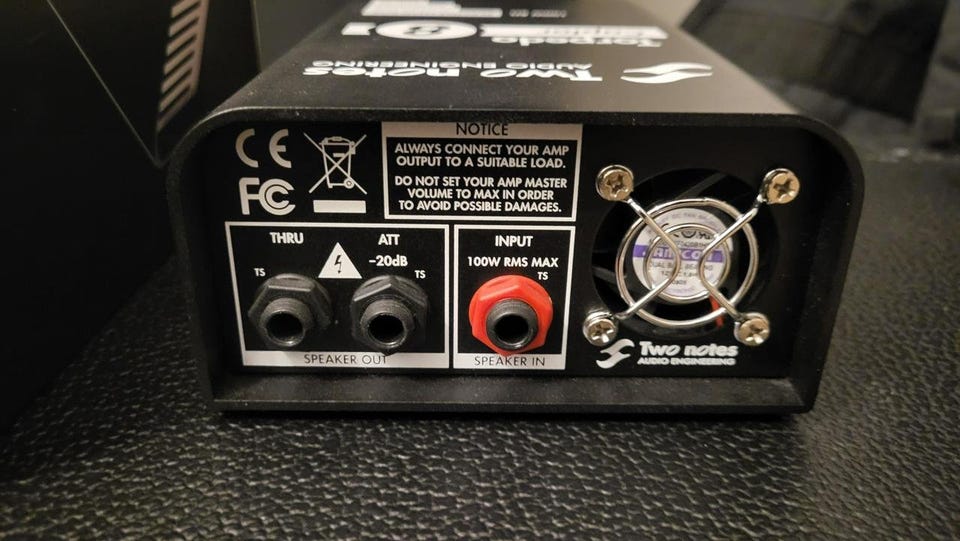 Torpedo
Captor 8
Two notes
AUDIO ENGINEERING
CE
FC
NOTICE
ALWAYS CONNECT YOUR AMP
OUTPUT TO A SUITABLE LOAD.
DO NOT SET YOUR AMP MASTER
VOLUME TO MAX IN ORDER
TO AVOID POSSIBLE DAMAGES.
THRU
ATT
-20dB
TS
TS
SPEAKER OUT
INPUT
100W RMS MAX
TS
SPEAKER IN
Two notes
AUDIO ENGINEERING